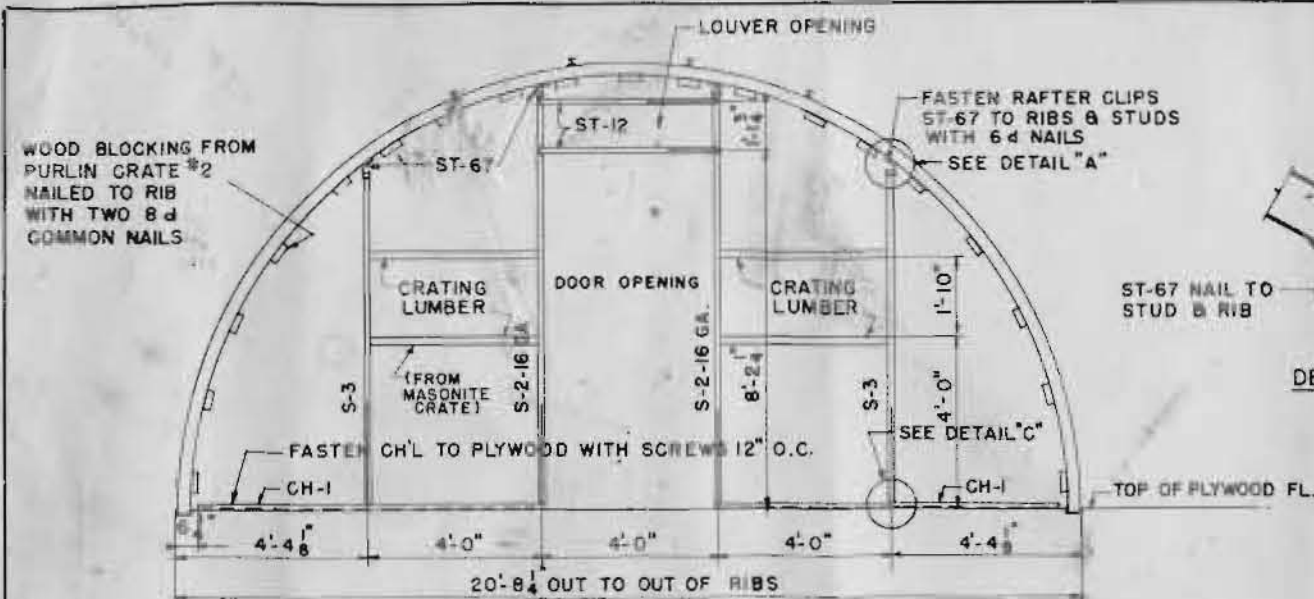 LOUVER OPENING
FASTEN RAFTER CLIPS
ST-67 TO RIBS & STUDS
WITH 6d NAILS
SEE DETAIL "A"
WOOD BLOCKING FROM
PURLIN CRATE #2
NAILED TO RIB
WITH TWO 8d
COMMON NAILS
ST-12
ST-67
CRATING
LUMBER
DOOR OPENING
CRATING
LUMBER
1'-10"
ST-67 NAIL TO
STUD & RIB
(FROM
MASONITE
CRATE)
S-3
S-2-16 GA.
S-2-16 GA.
8'-2 1/4"
S-3
4'-0"
SEE DETAIL "C"
FASTEN CH'L TO PLYWOOD WITH SCREWS 12" O.C.
CH-1
CH-1
TOP OF PLYWOOD FL
4'-4 1/8"
4'-0"
4'-0"
4'-0"
4'-4 1/8"
20'-8 1/4" OUT TO OUT OF RIBS